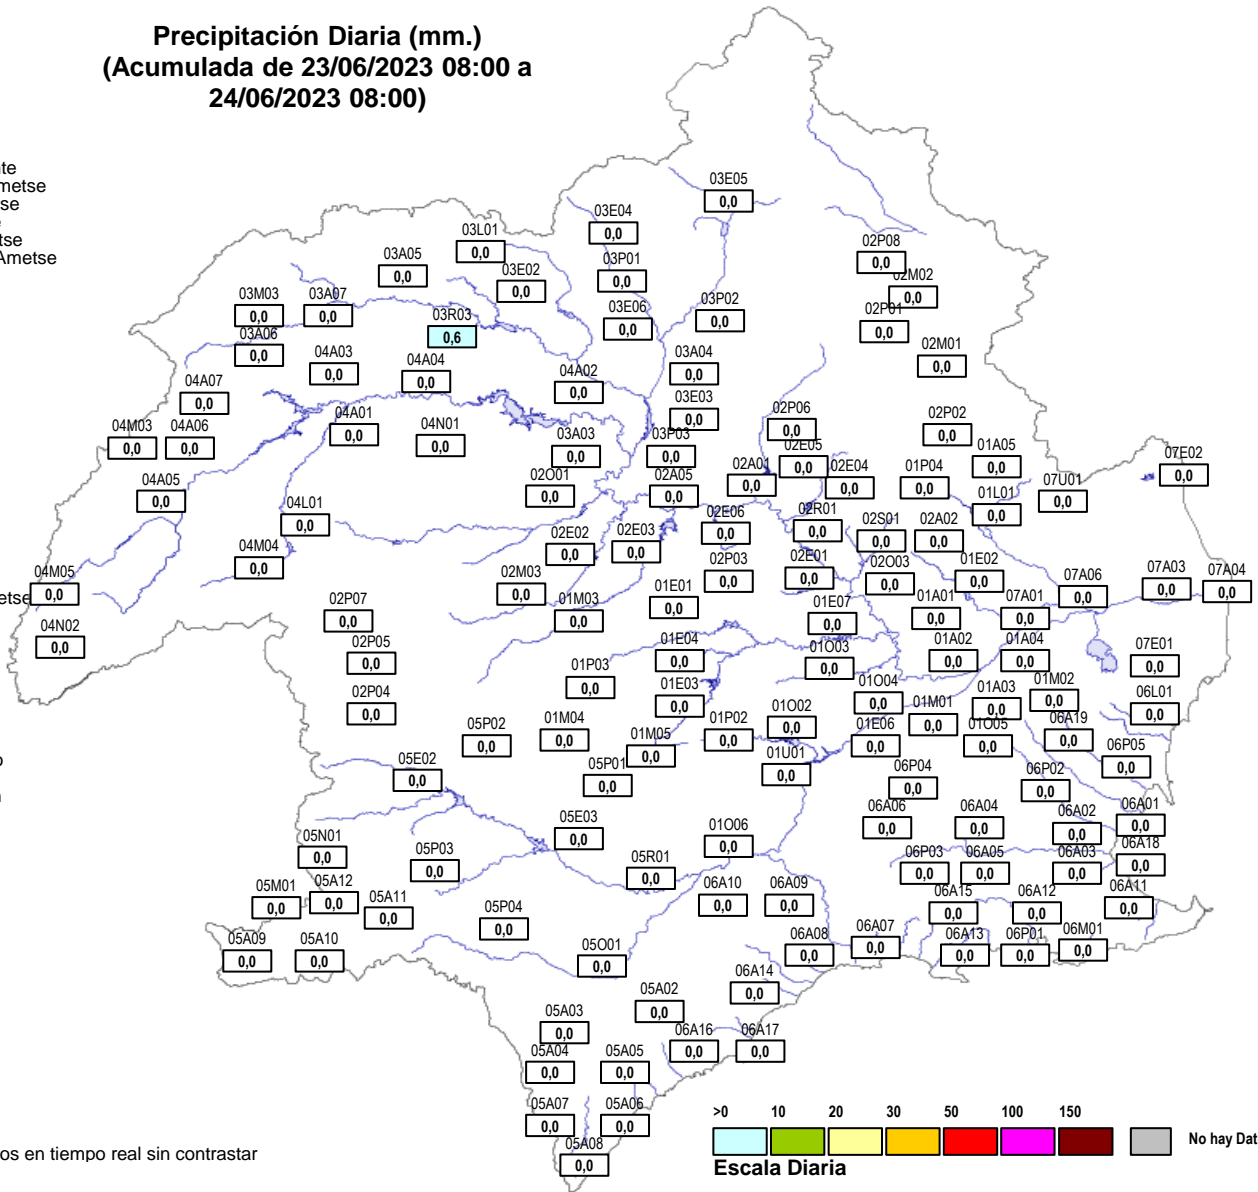 Precipitación Diaria (mm.)
(Acumulada de 23/06/2023 08:00 a
24/06/2023 08:00)
03E05
0,0
03E04
0,0
03L01
0,0
03P01
0,0
03A05
0,0
03E02
0,0
02P08
0,0
02M02
0,0
03M03
0,0
03A07
0,0
03R03
0,6
03E06
0,0
03P02
0,0
02P01
0,0
03A06
0,0
04A03
0,0
04A04
0,0
04A02
0,0
03A04
0,0
02M01
0,0
04A07
0,0
03E03
0,0
04M03
0,0
04A06
0,0
04A01
0,0
04N01
0,0
03A03
0,0
03P03
0,0
02P06
0,0
02P02
0,0
02E05
0,0
01A05
0,0
07E02
0,0
04A05
0,0
02O01
0,0
02A05
0,0
02A01
0,0
02E04
0,0
01P04
0,0
01L01
0,0
07U01
0,0
04L01
0,0
02E02
0,0
02E03
0,0
02E06
0,0
02R01
0,0
02S01
0,0
02A02
0,0
04M04
0,0
04M05
0,0
02M03
0,0
01M03
0,0
01E01
0,0
02P03
0,0
02E01
0,0
02O03
0,0
01E02
0,0
07A06
0,0
07A03
0,0
07A04
0,0
04N02
0,0
02P07
0,0
01E07
0,0
01A01
0,0
07A01
0,0
02P05
0,0
01E04
0,0
01O03
0,0
01A02
0,0
01A04
0,0
07E01
0,0
01P03
0,0
01E03
0,0
01O04
0,0
01A03
0,0
01M02
0,0
06L01
0,0
02P04
0,0
05P02
0,0
01M04
0,0
01M05
0,0
01P02
0,0
01O02
0,0
01E06
0,0
01M01
0,0
01O05
0,0
06A19
0,0
06P05
0,0
05E02
0,0
05P01
0,0
01U01
0,0
06P04
0,0
06P02
0,0
05E03
0,0
01O06
0,0
06A06
0,0
06A04
0,0
06A02
0,0
06A01
0,0
05N01
0,0
05P03
0,0
05R01
0,0
06P03
0,0
06A05
0,0
06A03
0,0
06A18
0,0
05M01
0,0
05A12
0,0
05A11
0,0
06A10
0,0
06A09
0,0
06A15
0,0
06A12
0,0
06A11
0,0
05P04
0,0
05A09
0,0
05A10
0,0
05O01
0,0
06A08
0,0
06A07
0,0
06A13
0,0
06P01
0,0
06M01
0,0
06A14
0,0
05A02
0,0
05A03
0,0
06A16
0,0
06A17
0,0
05A04
0,0
05A05
0,0
05A07
0,0
05A06
0,0
05A08
0,0
>0 10 20 30 50 100 150
No hay Dat
Escala Diaria
os en tiempo real sin contrastar